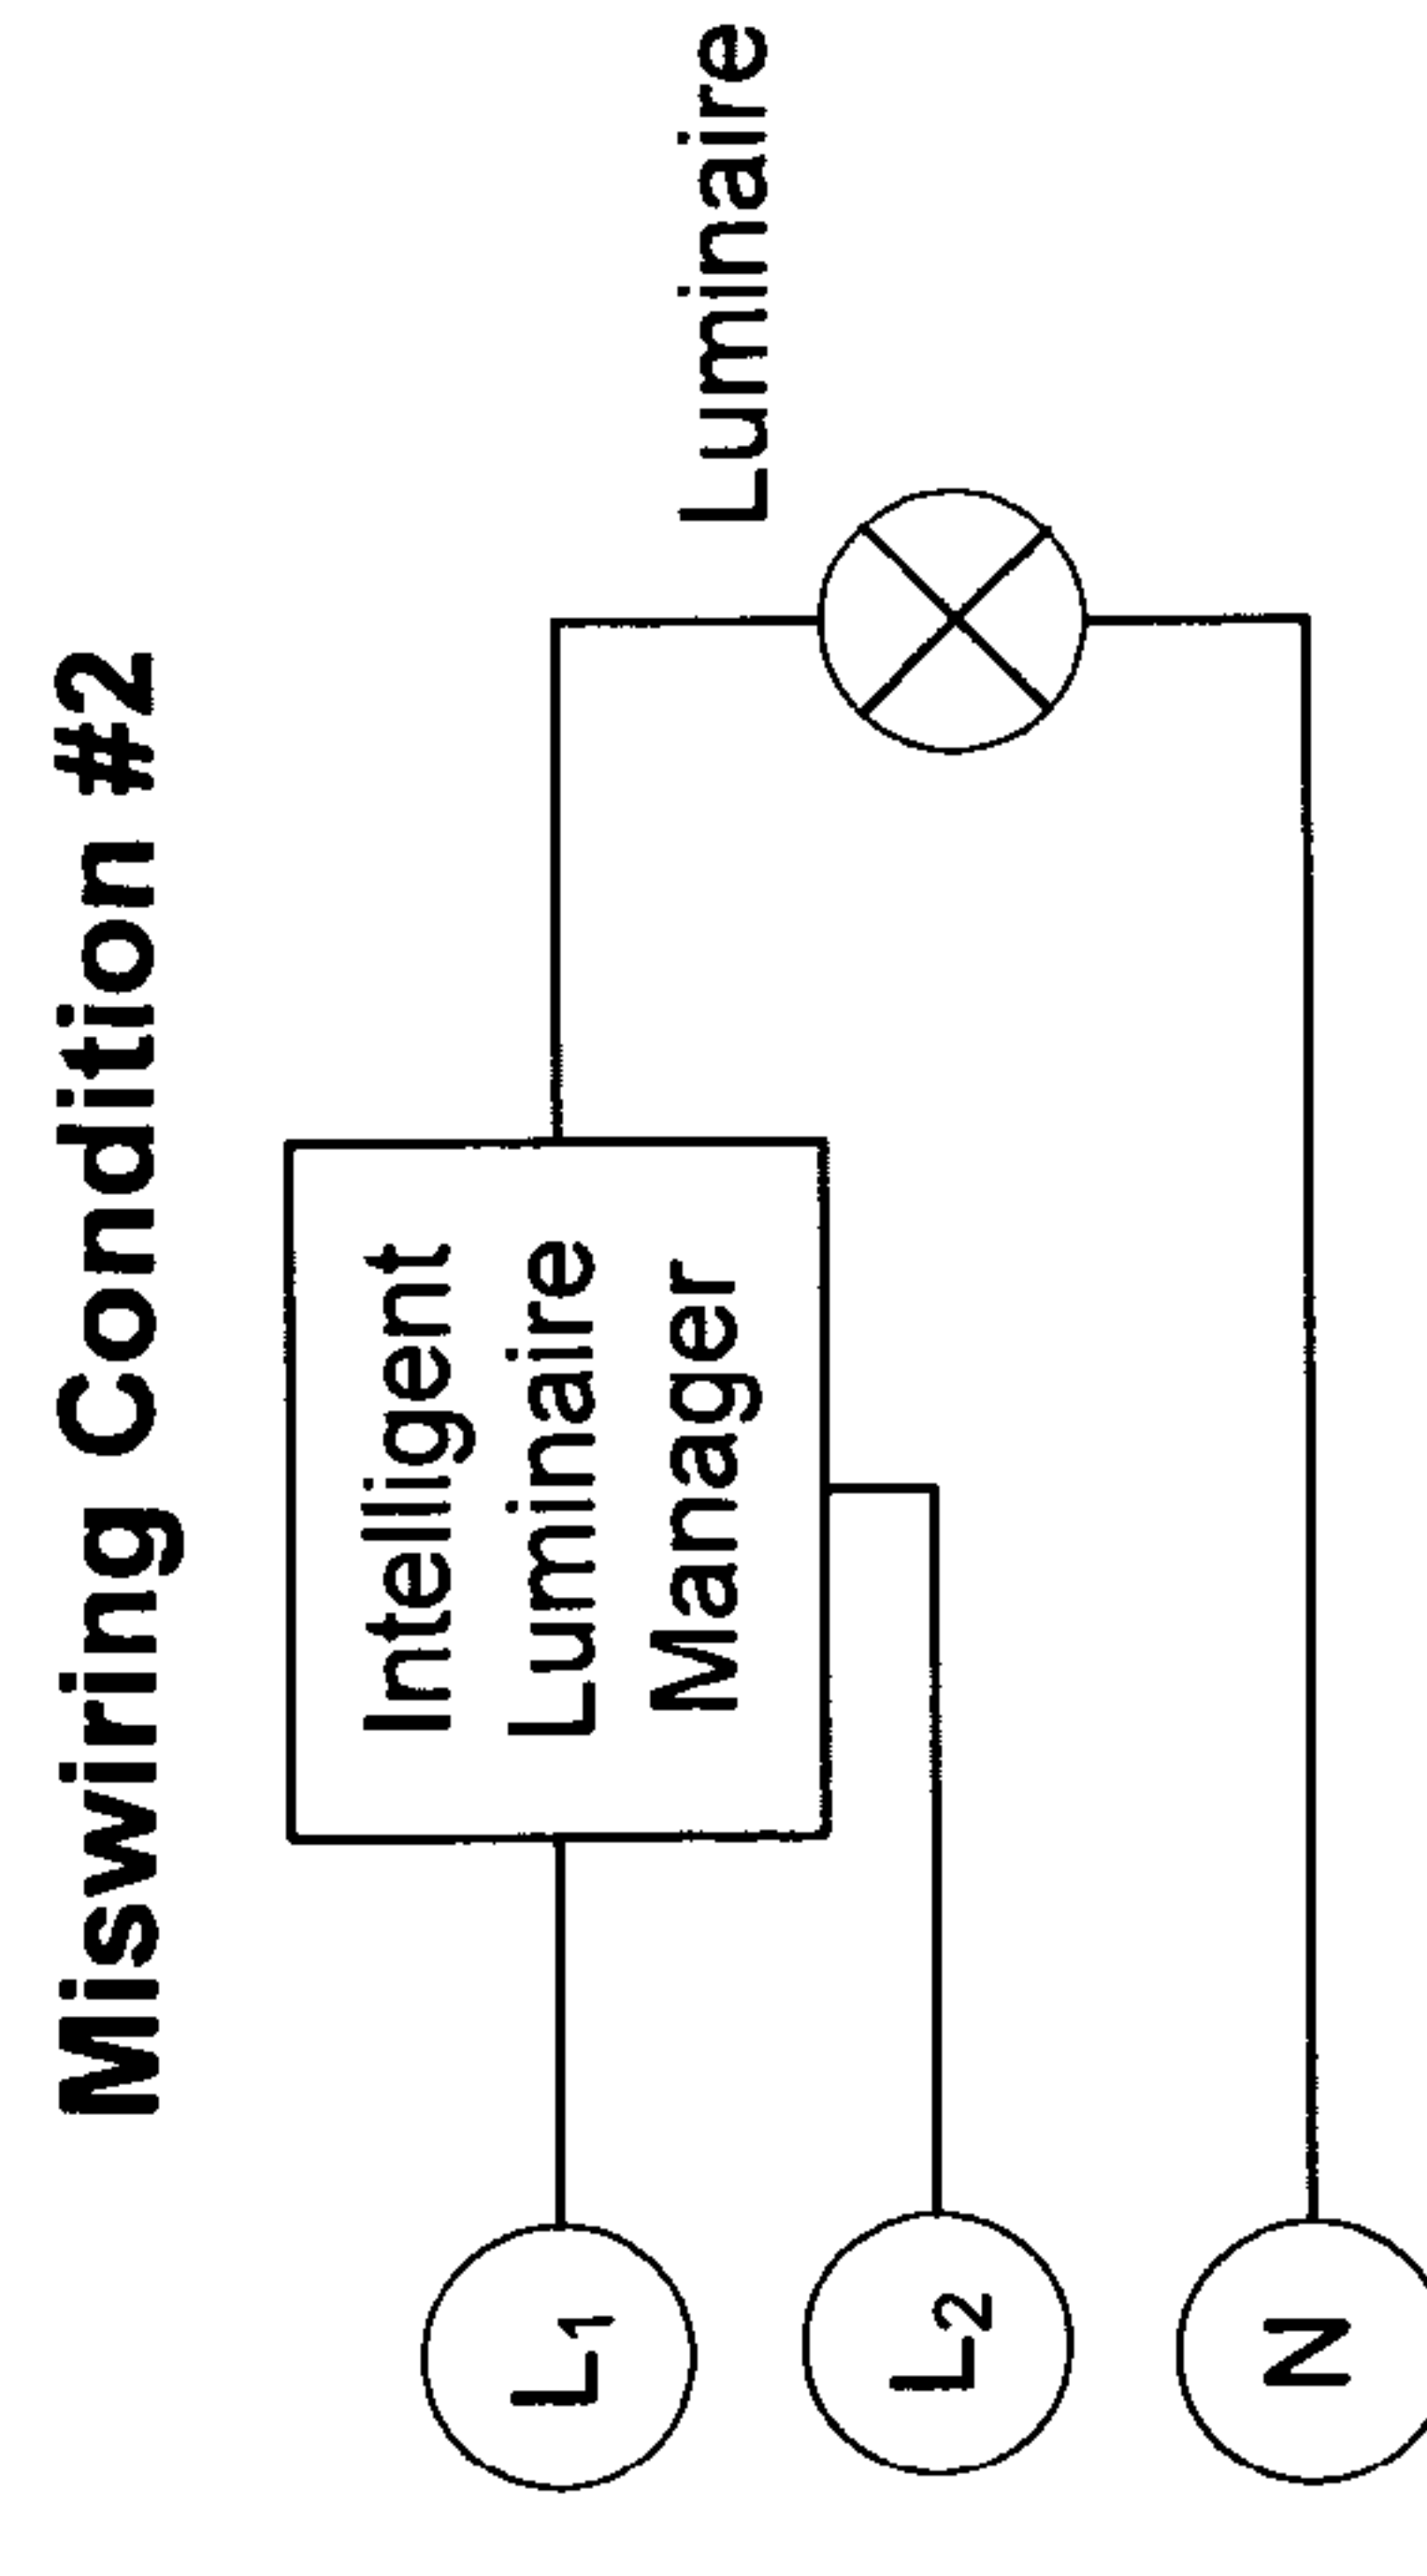 Miswiring Condition #2
Intelligent
Luminaire
Manager
Luminaire
L₁
L₂
N